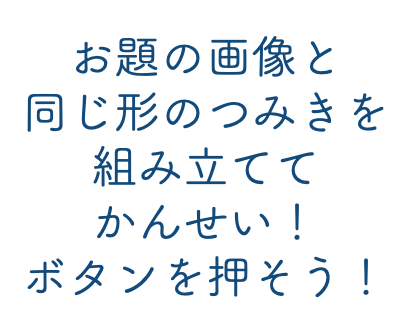 お題の画像と
同じ形のつみきを
組み立てて
かんせい！
ボタンを押そう！